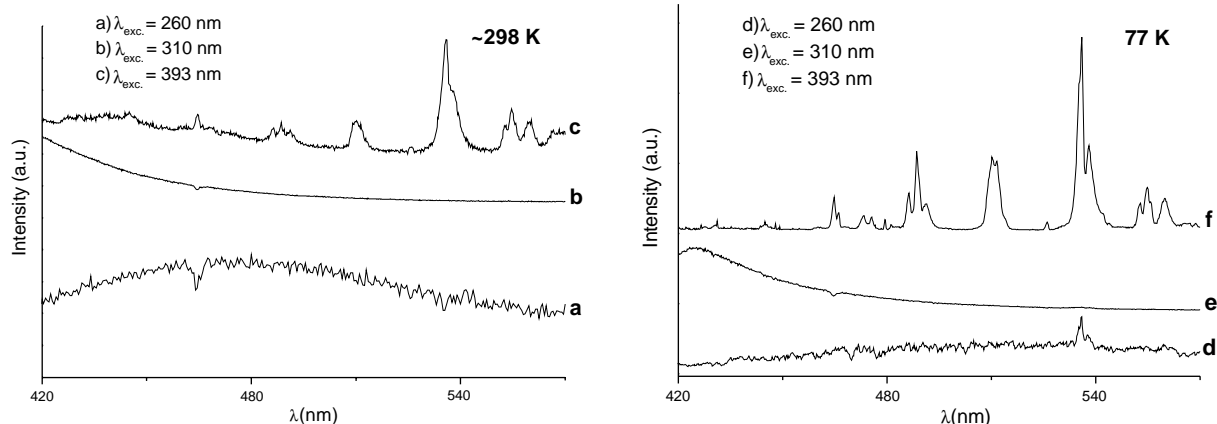 a) λexc. = 260 nm
b) λexc. = 310 nm
c) λexc. = 393 nm
~298 K
c
b
a
Intensity (a.u.)
420
480
540
λ(nm)
d) λexc. = 260 nm
e) λexc. = 310 nm
f) λexc. = 393 nm
77 K
f
e
d
Intensity (a.u.)
420
480
540
λ(nm)